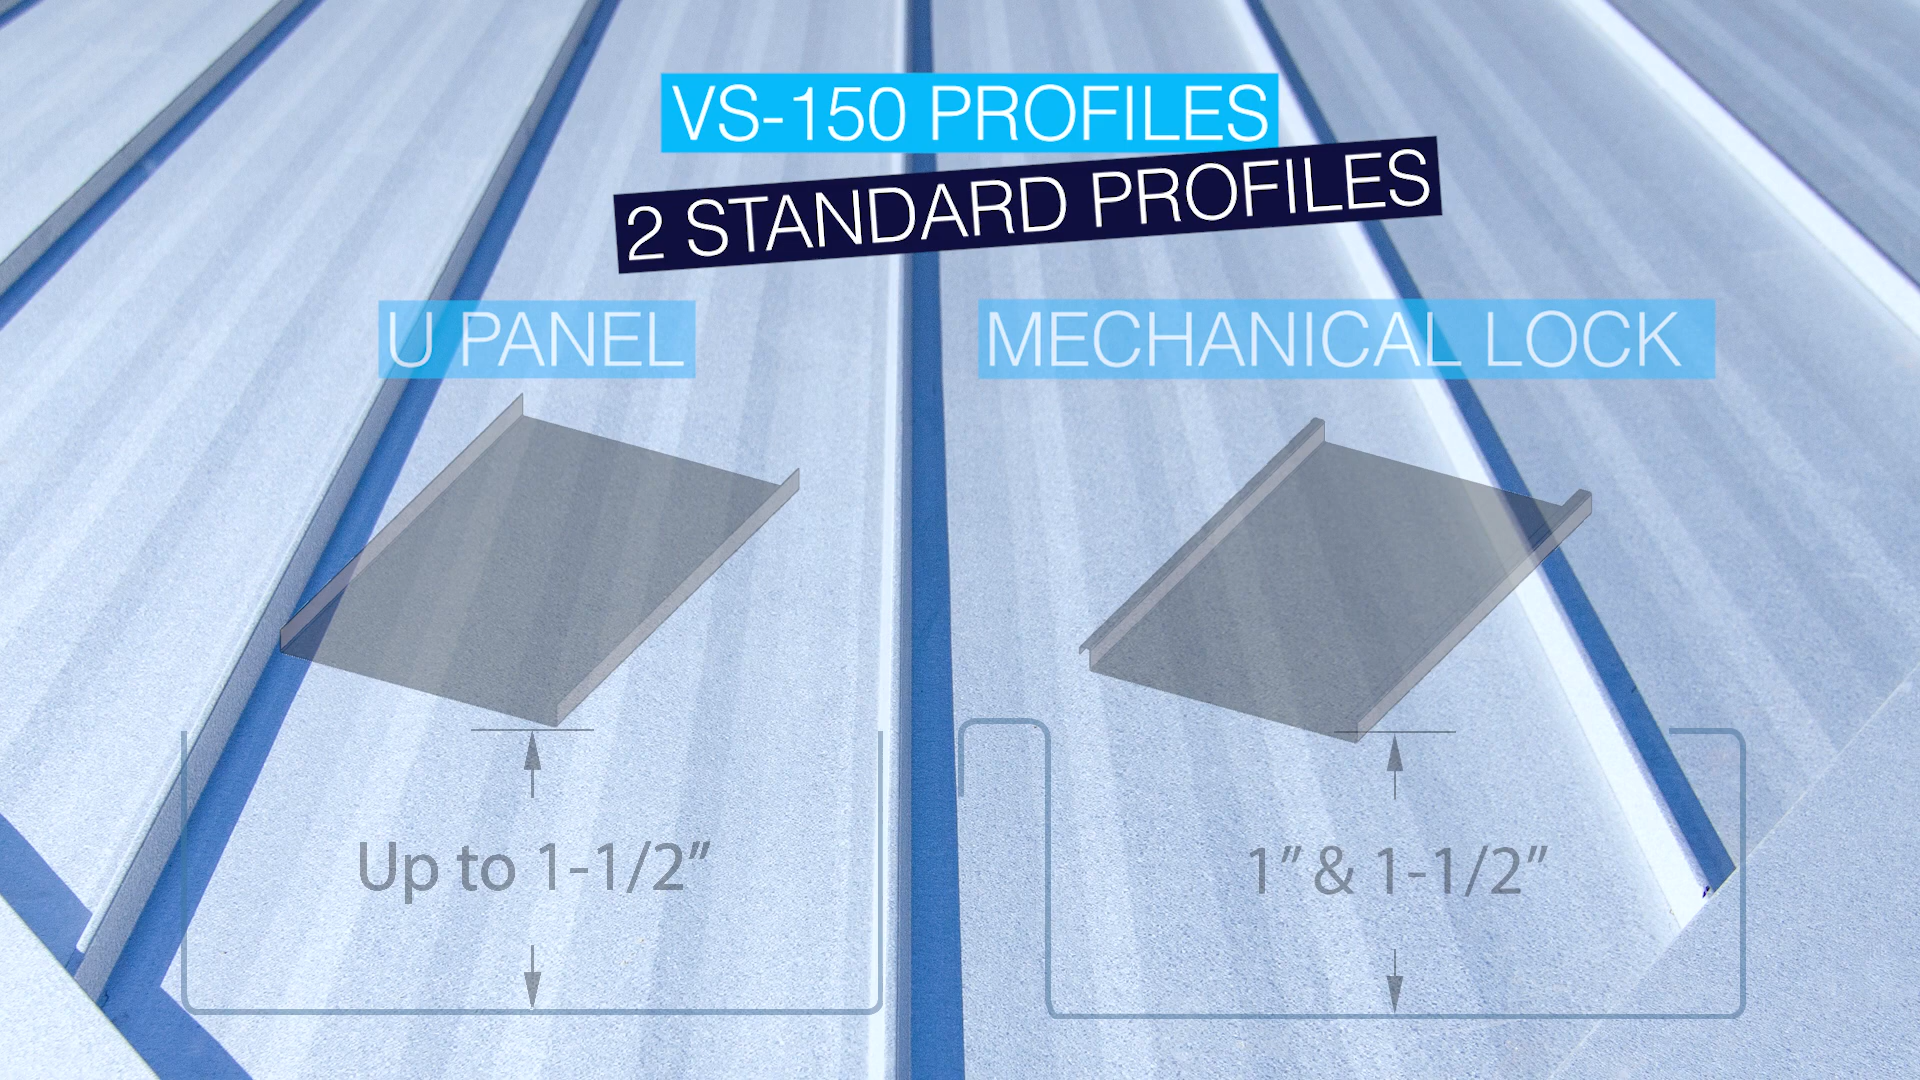 VS-150 PROFILES
2 STANDARD PROFILES
U PANEL
MECHANICAL LOCK
Up to 1-1/2”
1” & 1-1/2”